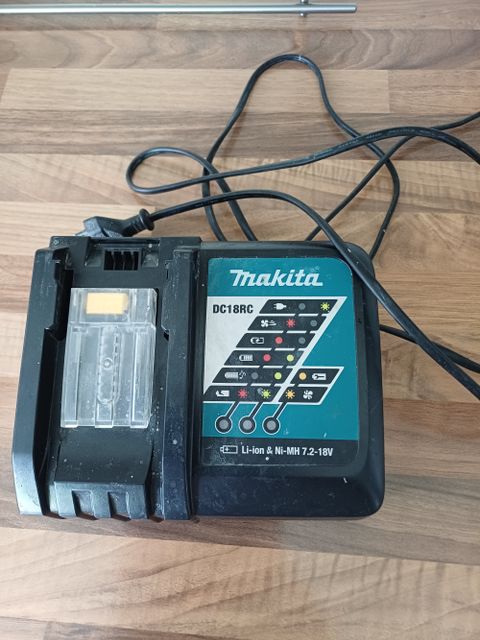 makita
DC18RC
Li-ion & Ni-MH 7.2-18V